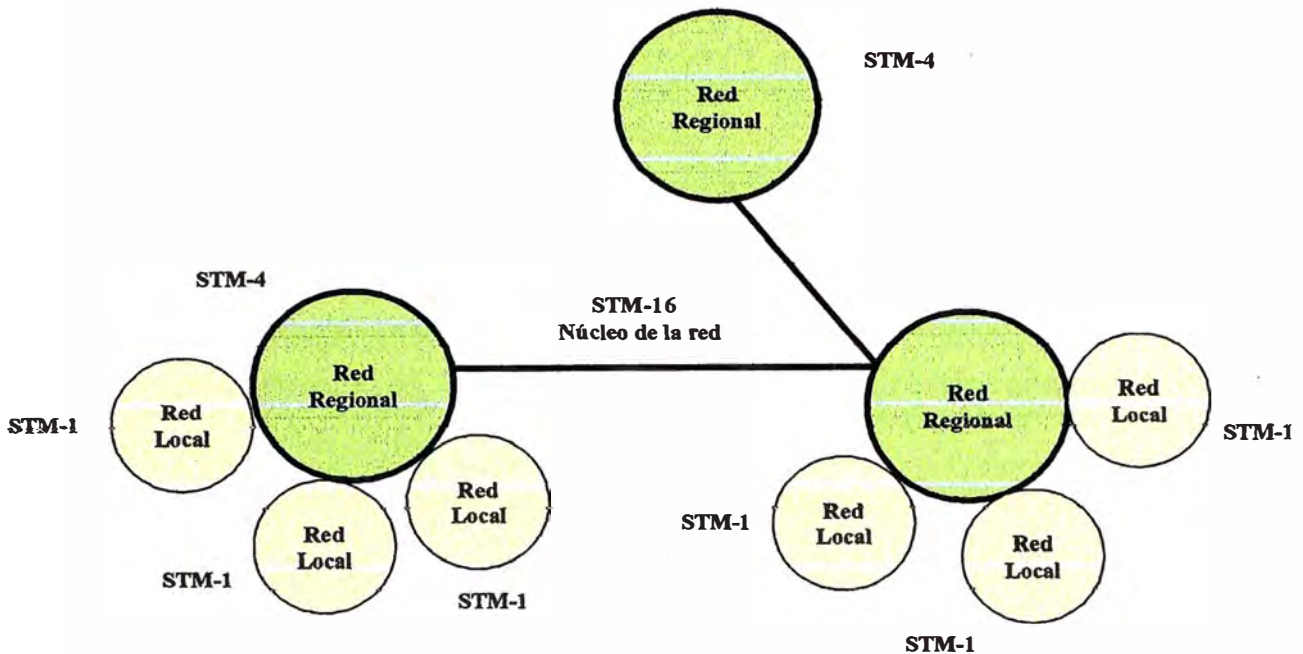 STM-4
Red
Regional
STM-4
STM-16
Núcleo de la red
Red
Regional
Red
Regional
Red
Local
STM-1
Red
Local
STM-1
Red
Local
STM-1
Red
Local
STM-1
Red
Local
STM-1
Red
Local
STM-1